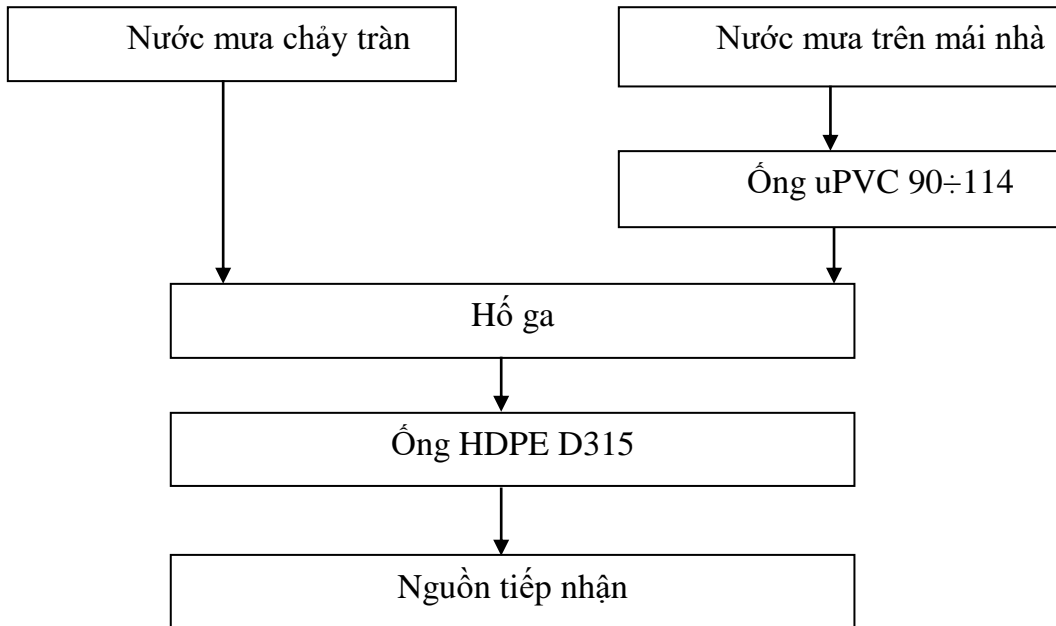 Nước mưa chảy tràn
Nước mưa trên mái nhà
Ống uPVC 90÷114
Hố ga
Ống HDPE D315
Nguồn tiếp nhận